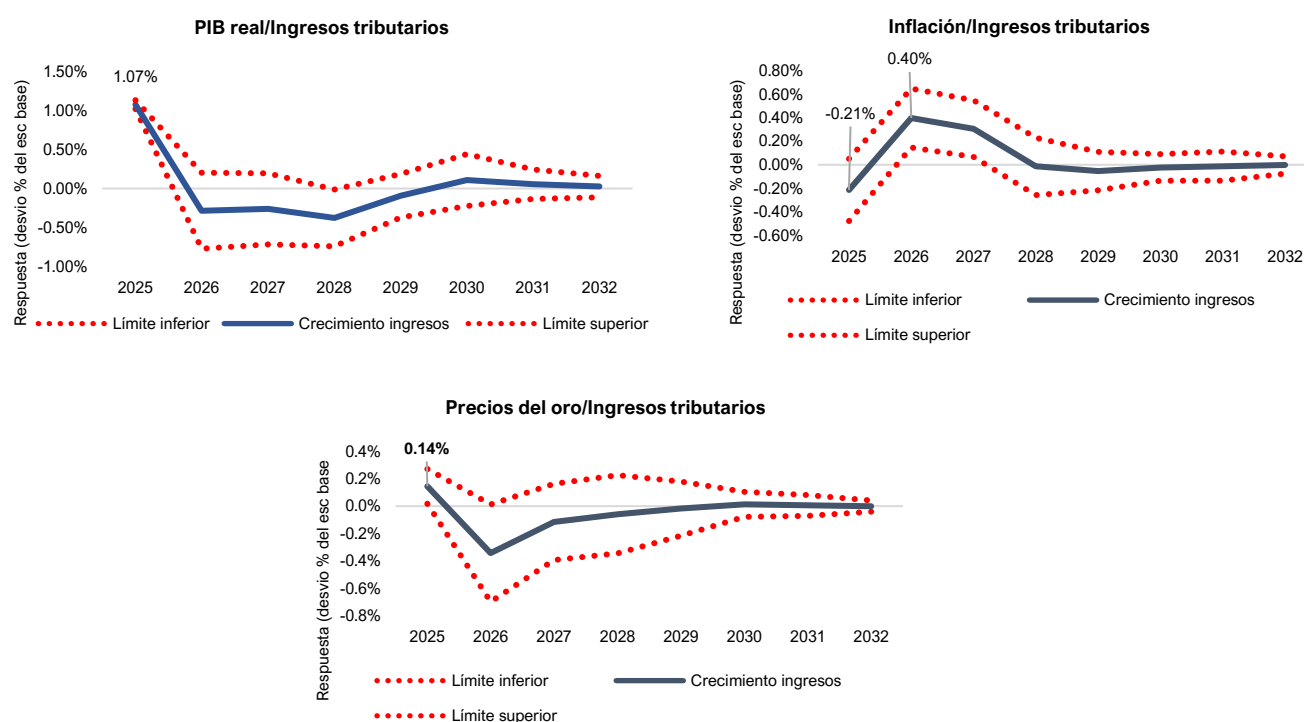 PIB real/Ingresos tributarios
Respuesta (desvio % del esc base)
1.50%
1.00%
0.50%
0.00%
-0.50%
-1.00%
1.07%
2025 2026 2027 2028 2029 2030 2031 2032
Límite inferior Crecimiento ingresos Límite superior
Inflación/Ingresos tributarios
Respuesta (desvio % del esc base)
0.80%
0.60%
0.40%
0.20%
0.00%
-0.20%
-0.40%
-0.60%
-0.21%
0.40%
2025 2026 2027 2028 2029 2030 2031 2032
Límite inferior Crecimiento ingresos
Límite superior
Precios del oro/Ingresos tributarios
Respuesta (desvio % del esc base
0.4%
0.2%
0.0%
-0.2%
-0.4%
-0.6%
-0.8%
0.14%
2025 2026 2027 2028 2029 2030 2031 2032
Límite inferior Crecimiento ingresos
Límite superior